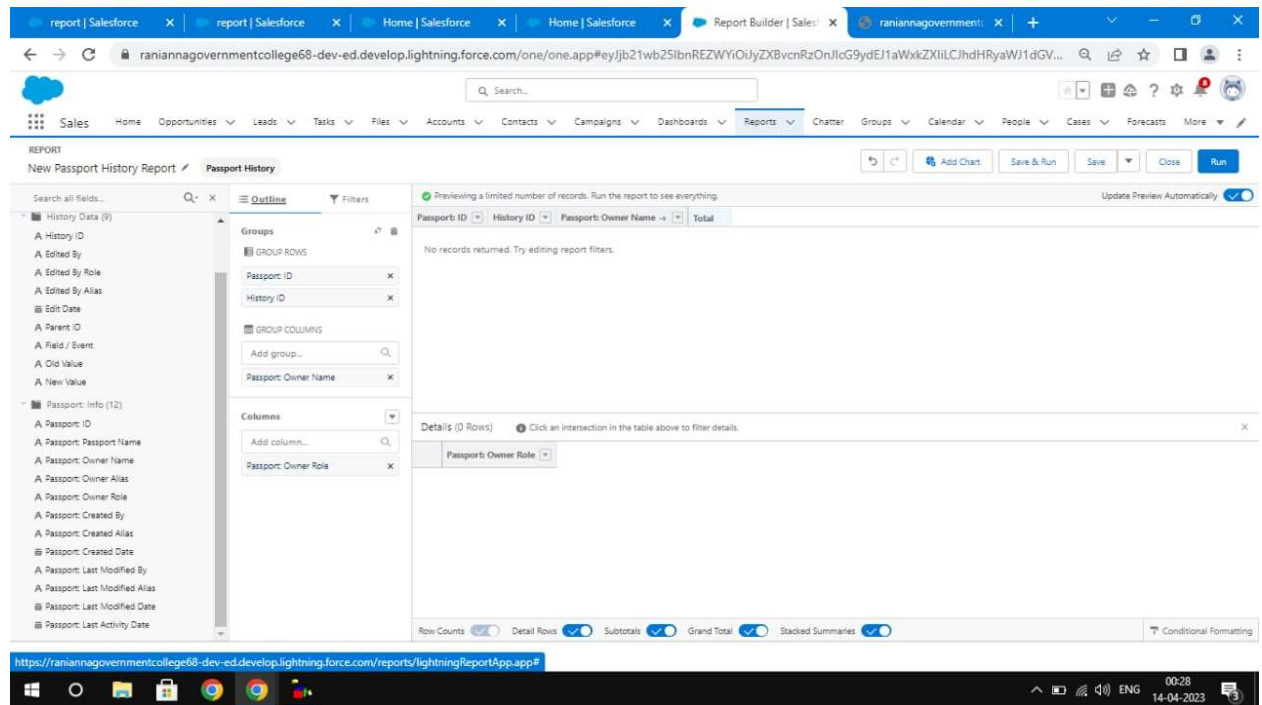 report | Salesforce
report | Salesforce
Home | Salesforce
Home | Salesforce
Report Builder | Sales
raniannagovernmentc
raniannagovernmentcollege68-dev-ed.develop.lightning.force.com/one/one.app#
Search...
Sales Home Opportunities Leads Tasks Files Accounts Contacts Campaigns Dashboards Reports Chatter Groups Calendar People Cases Forecasts More
REPORT
New Passport History Report Passport History
Add Chart Save & Run Save Close Run
Search all fields...
History Data (9)
A History ID
A Edited By
A Edited By Role
A Edited By Alias
Edit Date
A Parent ID
A Field / Event
A Old Value
A New Value
Passport: Info (12)
A Passport: ID
A Passport: Passport Name
A Passport: Owner Name
A Passport: Owner Alias
A Passport: Owner Role
A Passport: Created By
A Passport: Created Alias
Passport: Created Date
A Passport: Last Modified By
A Passport: Last Modified Alias
Passport: Last Modified Date
Passport: Last Activity Date
Outline Filters
Groups
GROUP ROWS
Passport: ID
History ID
GROUP COLUMNS
Add group...
Passport: Owner Name
Columns
Add column...
Passport: Owner Role
Previewing a limited number of records. Run the report to see everything.
Update Preview Automatically
Passport: ID History ID Passport: Owner Name → Total
No records returned. Try editing report filters.
Details (0 Rows) Click an intersection in the table above to filter details.
Passport: Owner Role
Row Counts Detail Rows Subtotals Grand Total Stacked Summaries Conditional Formatting
https://raniannagovernmentcollege68-dev-ed.develop.lightning.force.com/reports/lightningReportApp.app#
ENG
00:28
14-04-2023
3